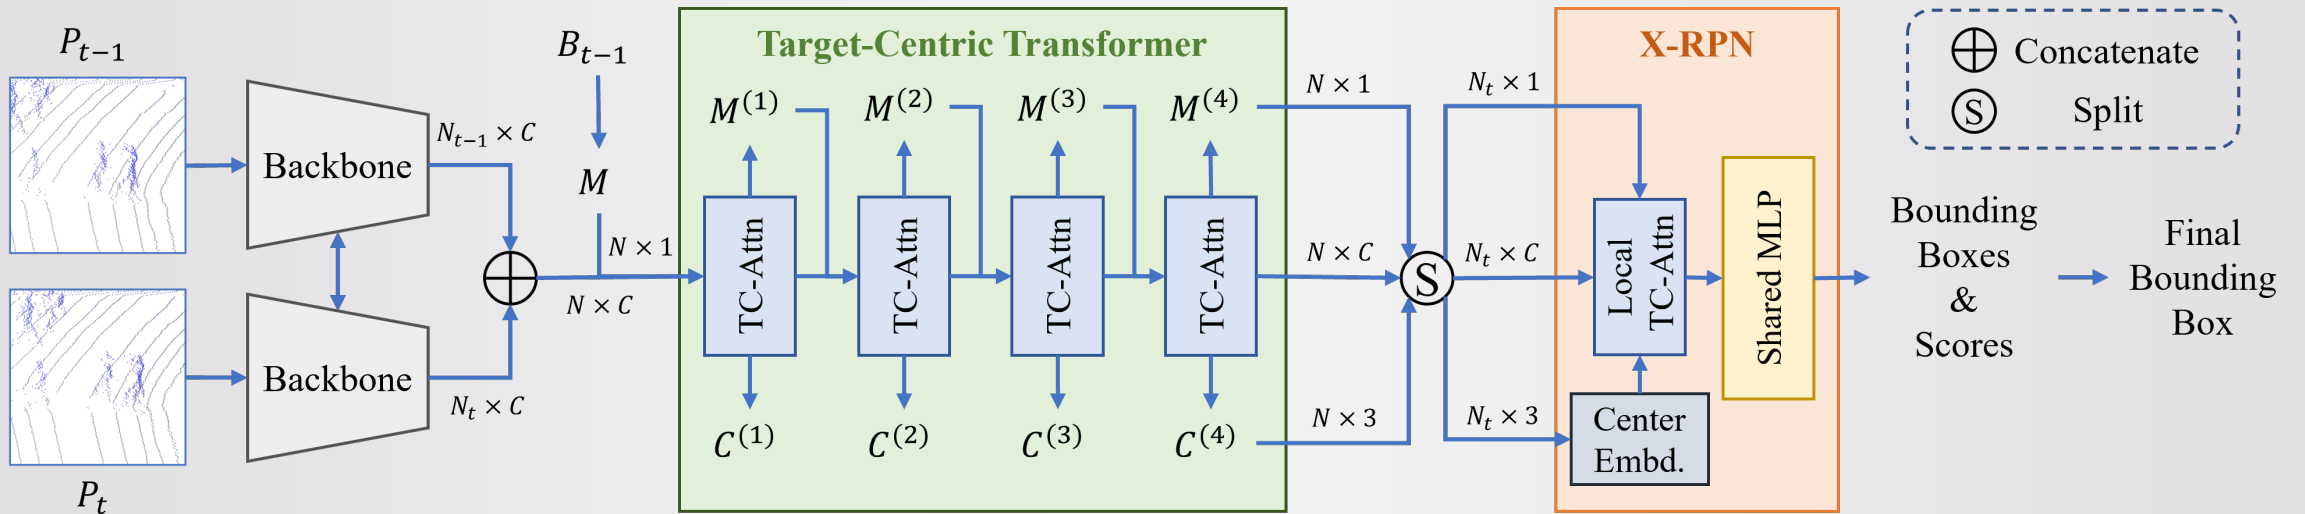 P_{t-1}
P_t
Backbone
Backbone
N_{t-1} × C
N_t × C
B_{t-1}
M
N × 1
N × C
Target-Centric Transformer
M^{(1)}
M^{(2)}
M^{(3)}
M^{(4)}
TC-Attn
TC-Attn
TC-Attn
TC-Attn
C^{(1)}
C^{(2)}
C^{(3)}
C^{(4)}
N × 1
N × C
N × 3
S
N_t × 1
N_t × C
N_t × 3
X-RPN
Local
TC-Attn
Shared MLP
Center
Embd.
Concatenate
S Split
Bounding
Boxes
&
Scores
Final
Bounding
Box